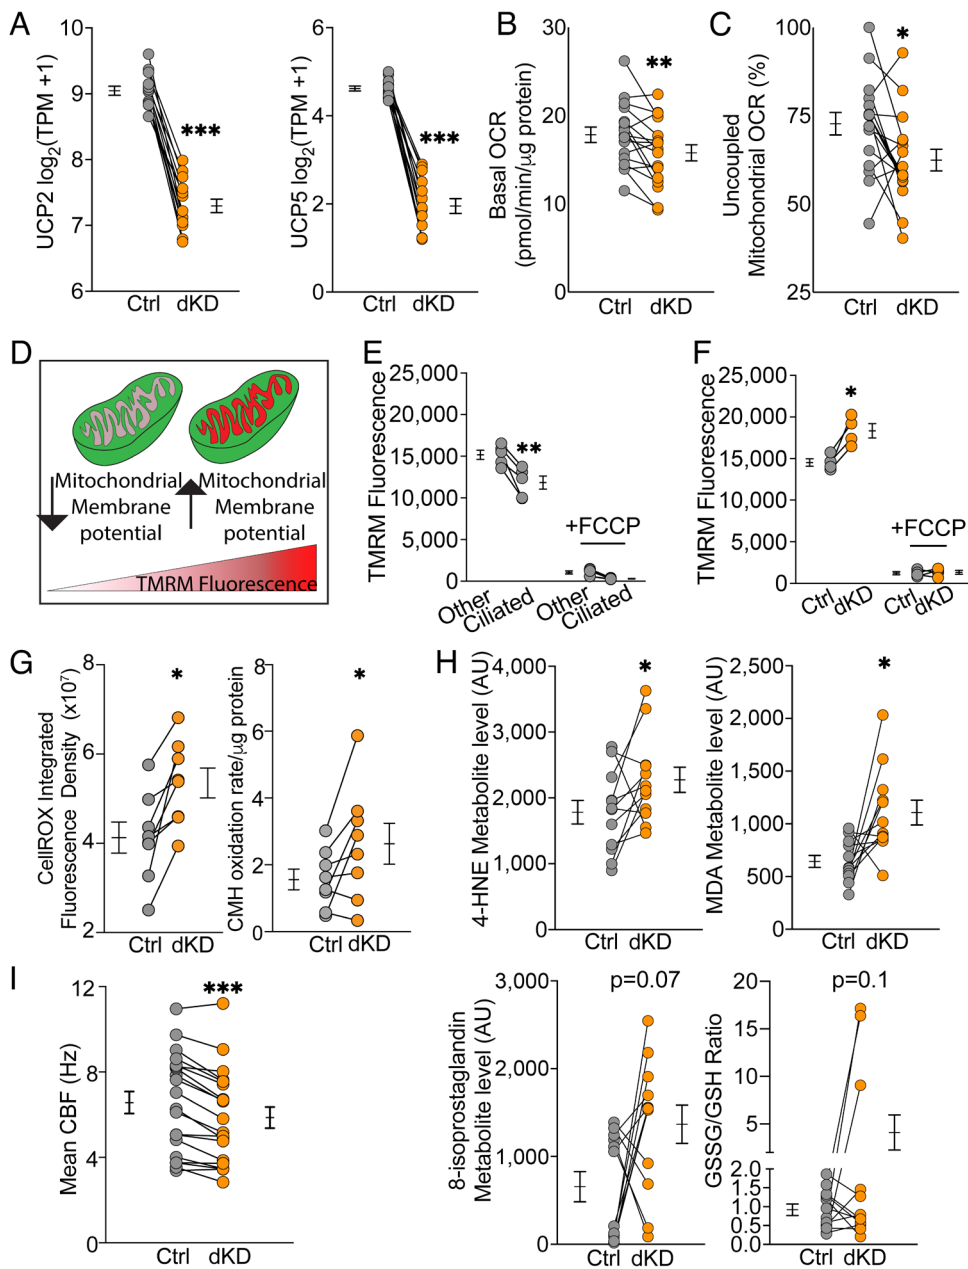 A
UCP2 log2(TPM +1)
10
9
8
7
6
***
Ctrl dKD
UCP5 log2(TPM +1)
6
4
2
0
***
Ctrl dKD
B
Basal OCR
(pmol/min/μg protein)
30
20
10
0
**
Ctrl dKD
C
Uncoupled
Mitochondrial OCR (%)
100
75
50
25
*
Ctrl dKD
D
Mitochondrial
Membrane
potential
Mitochondrial
Membrane
potential
TMRM Fluorescence
E
TMRM Fluorescence
25,000
20,000
15,000
10,000
5,000
0
**
+FCCP
Other
Ciliated
Other
Ciliated
F
TMRM Fluorescence
25,000
20,000
15,000
10,000
5,000
0
*
+FCCP
Ctrl
dKD
Ctrl
dKD
G
CellROX Integrated
Fluorescence Density (x10⁷)
8
6
4
2
*
Ctrl dKD
CMH oxidation rate/μg protein
8
6
4
2
0
*
Ctrl dKD
H
4-HNE Metabolite level (AU)
4,000
3,000
2,000
1,000
0
*
Ctrl dKD
MDA Metabolite level (AU)
2,500
2,000
1,500
1,000
500
0
*
Ctrl dKD
I
Mean CBF (Hz)
12
8
4
0
***
Ctrl dKD
8-isoprostaglandin
Metabolite level (AU)
3,000
2,000
1,000
0
p=0.07
Ctrl dKD
GSSG/GSH Ratio
20
15
10
5
2.0
1.5
1.0
0.5
0.0
p=0.1
Ctrl dKD